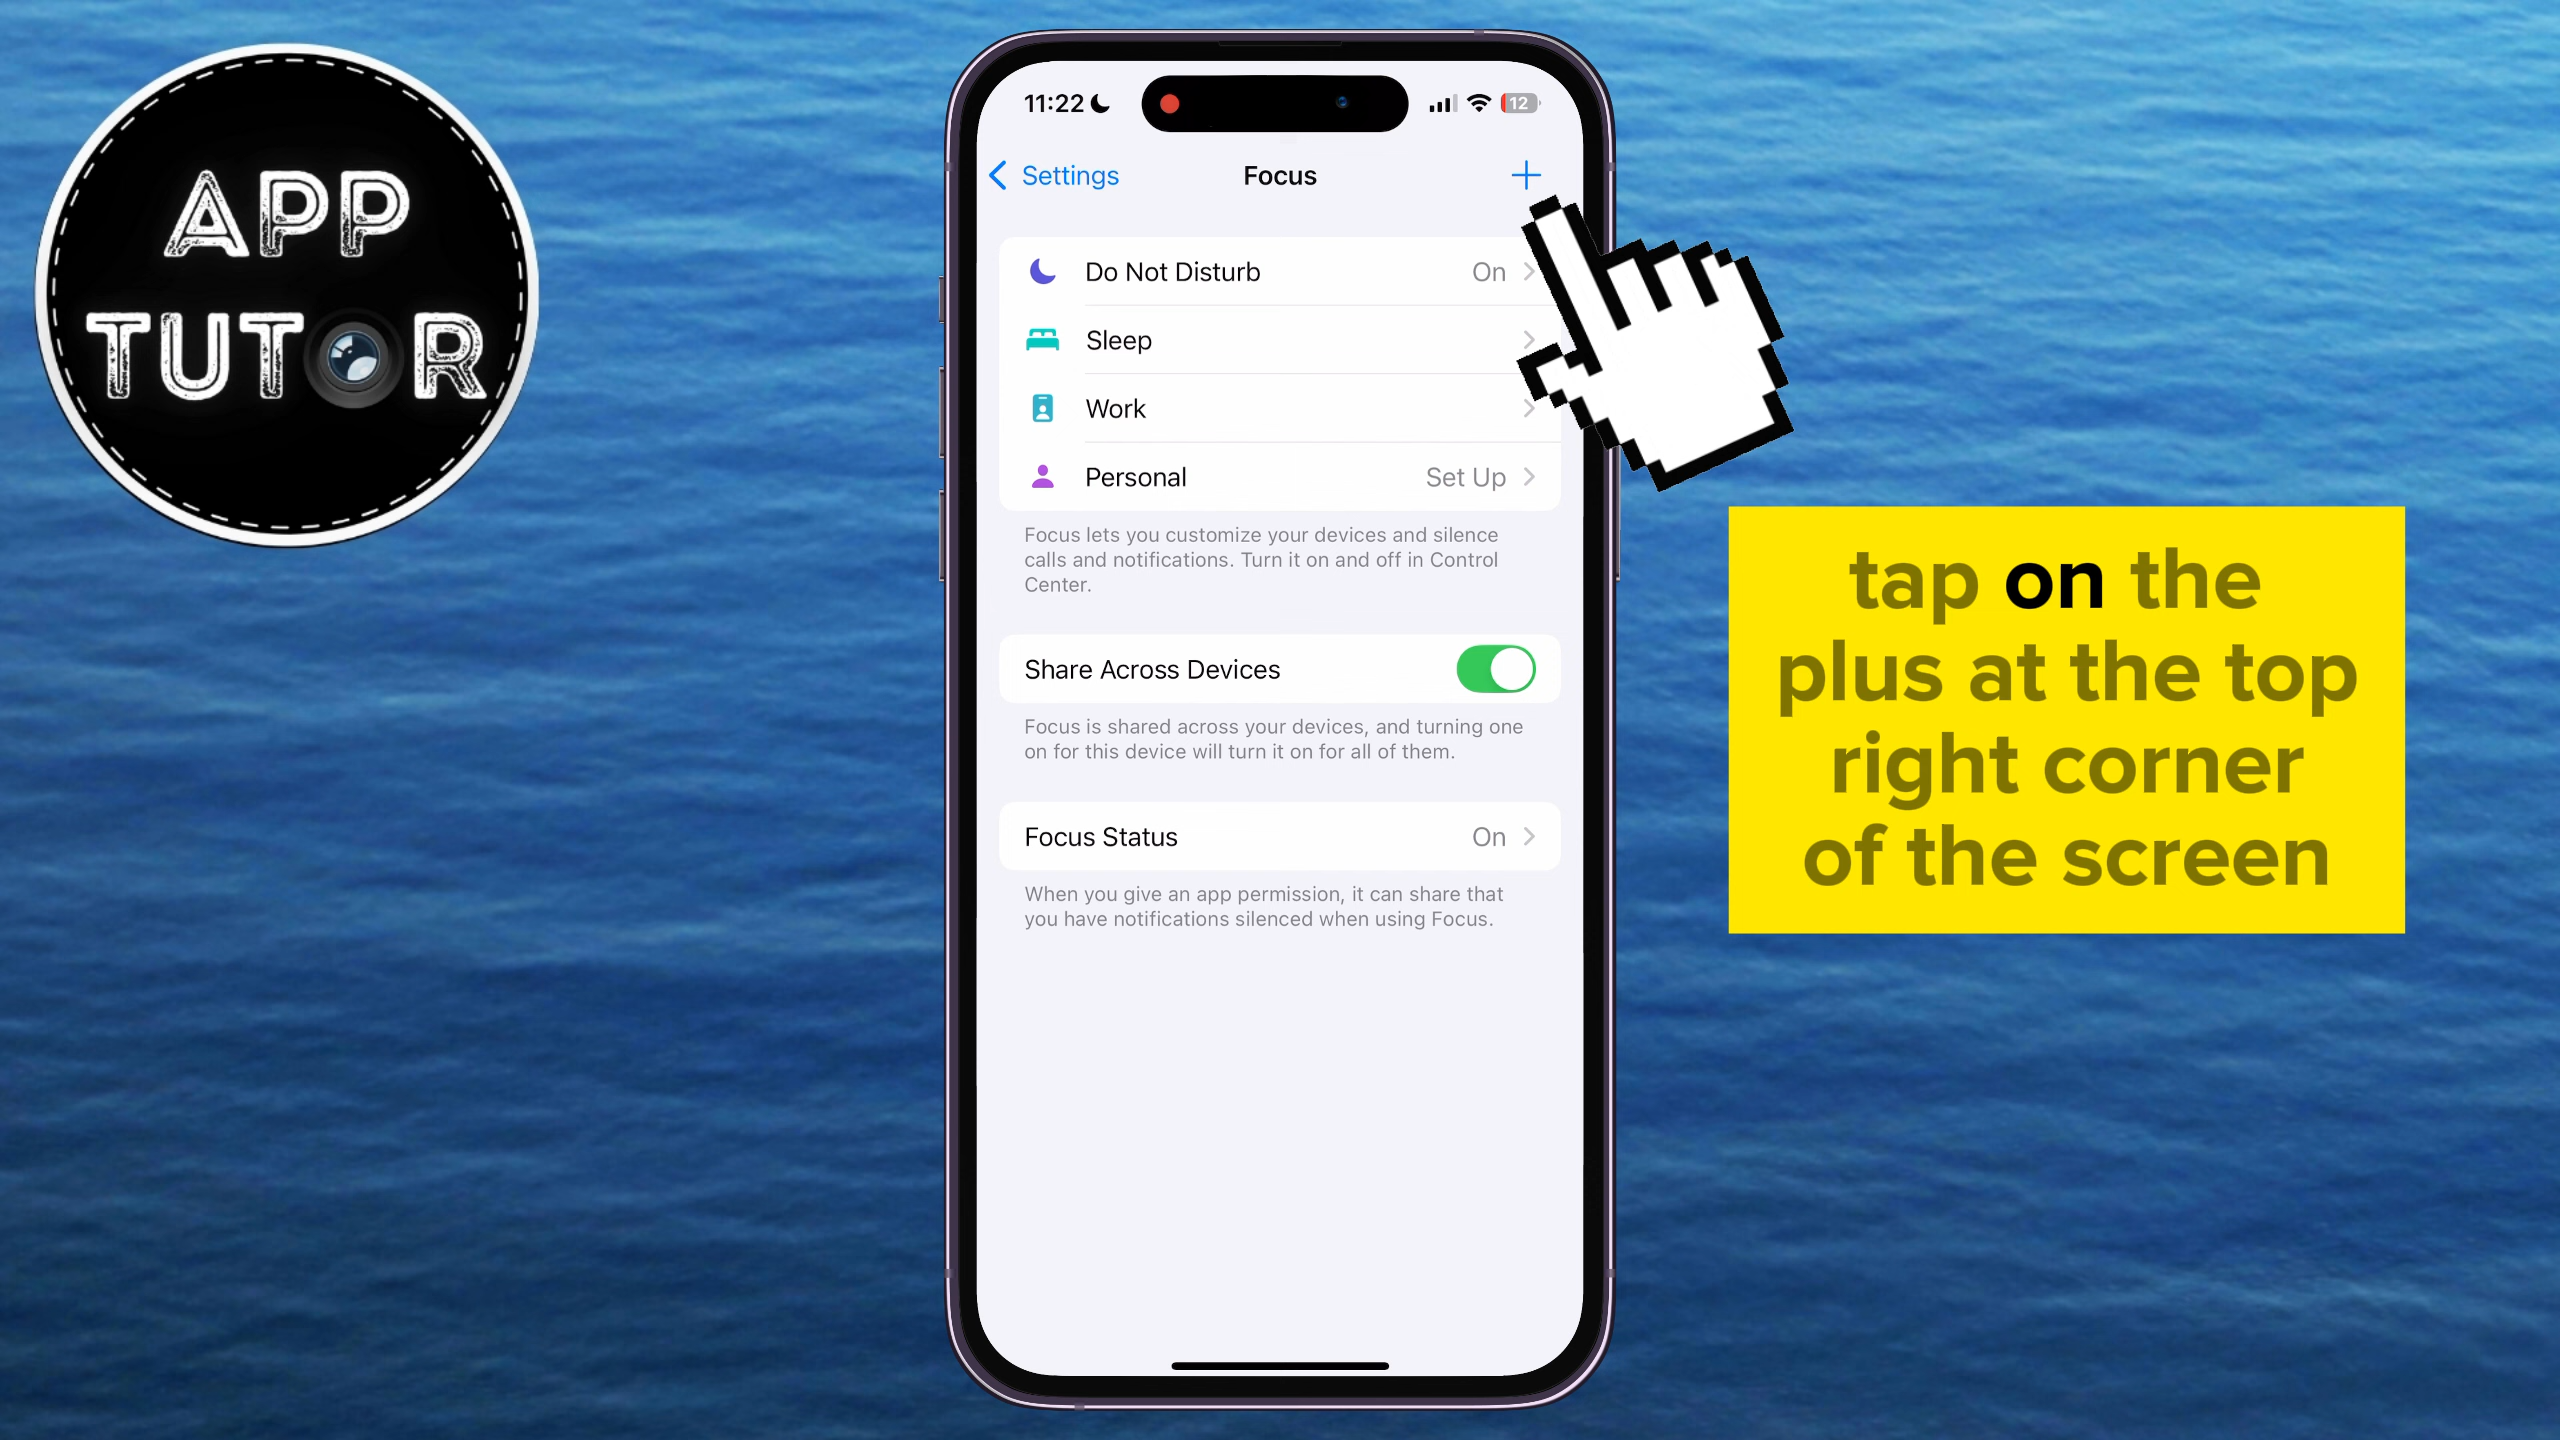 APP
TUTOR
11:22
12
Settings
Focus
Do Not Disturb
On
Sleep
Work
Personal
Set Up
Focus lets you customize your devices and silence
calls and notifications. Turn it on and off in Control
Center.
Share Across Devices
Focus is shared across your devices, and turning one
on for this device will turn it on for all of them.
Focus Status
On
When you give an app permission, it can share that
you have notifications silenced when using Focus.
tap on the
plus at the top
right corner
of the screen